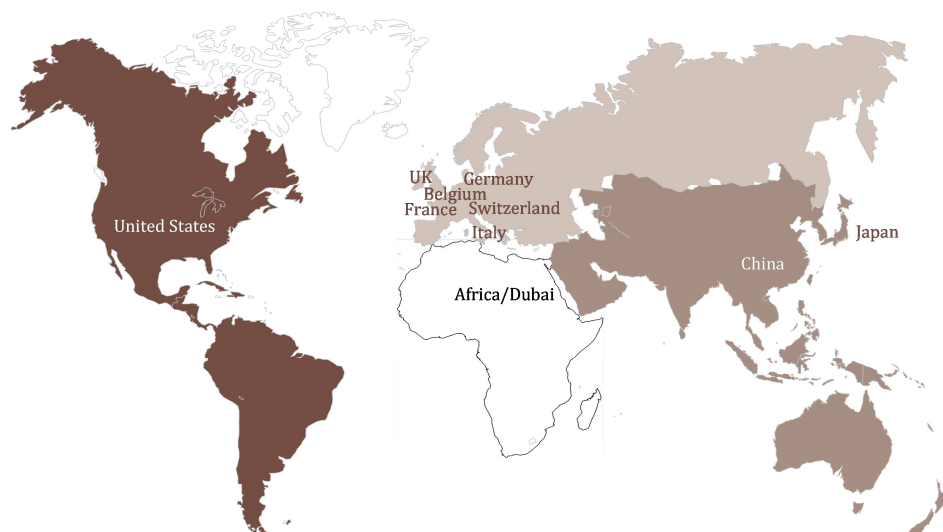 UK
Germany
Belgium
France
Switzerland
United States
Italy
Japan
China
Africa/Dubai